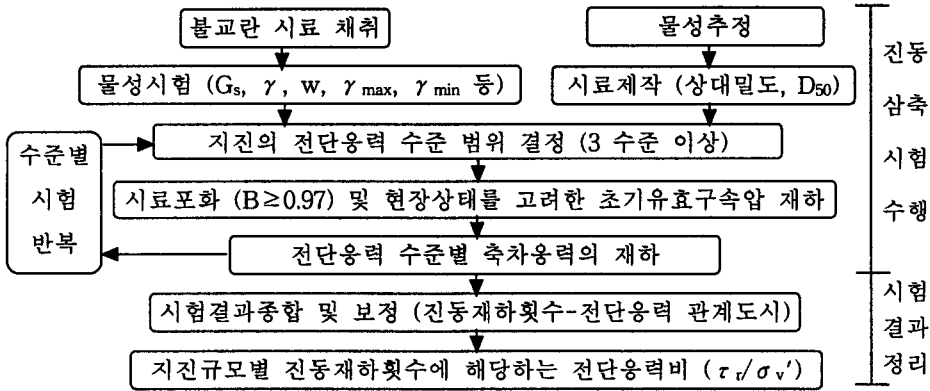 불교란 시료 채취
물성추정
물성시험 (Gs, γ, w, γ max, γ min 등)
시료제작 (상대밀도, D50)
지진의 전단응력 수준 범위 결정 (3 수준 이상)
수준별
시험
반복
시료포화 (B≥0.97) 및 현장상태를 고려한 초기유효구속압 재하
전단응력 수준별 축차응력의 재하
진동
삼축
시험
수행
시험결과종합 및 보정 (진동재하횟수-전단응력 관계도시)
지진규모별 진동재하횟수에 해당하는 전단응력비 (τr/σv′)
시험
결과
정리